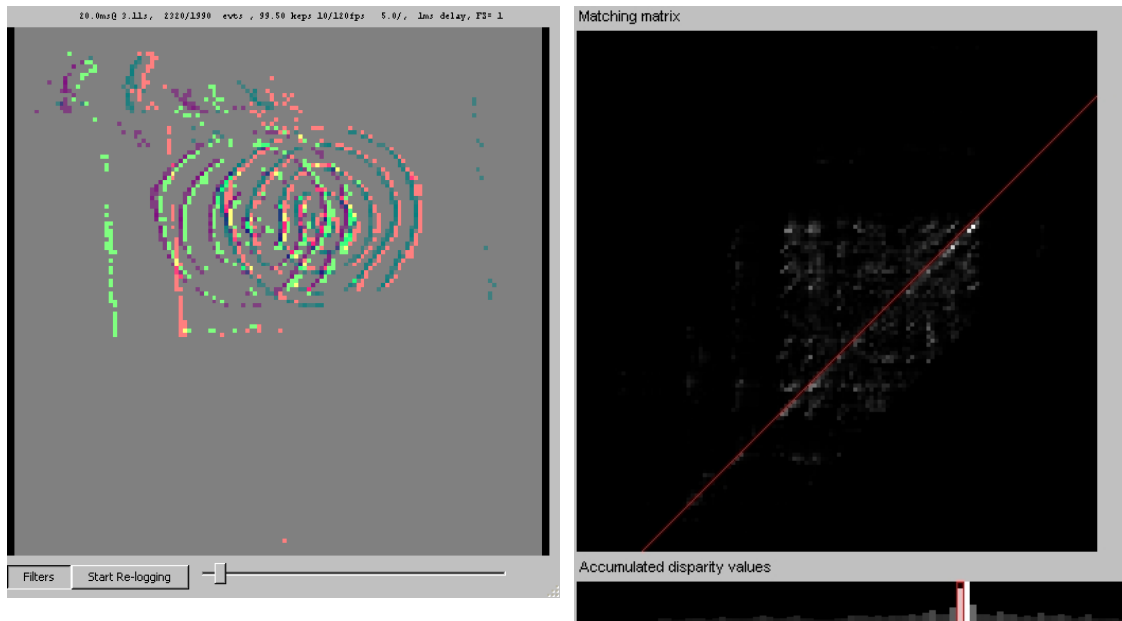 20.0ms@ 3.11s, 2320/1990 evts , 99.50 keps 10/120fps 5.0/, 1ms delay, FS= 1
Filters
Start Re-logging
Matching matrix
Accumulated disparity values